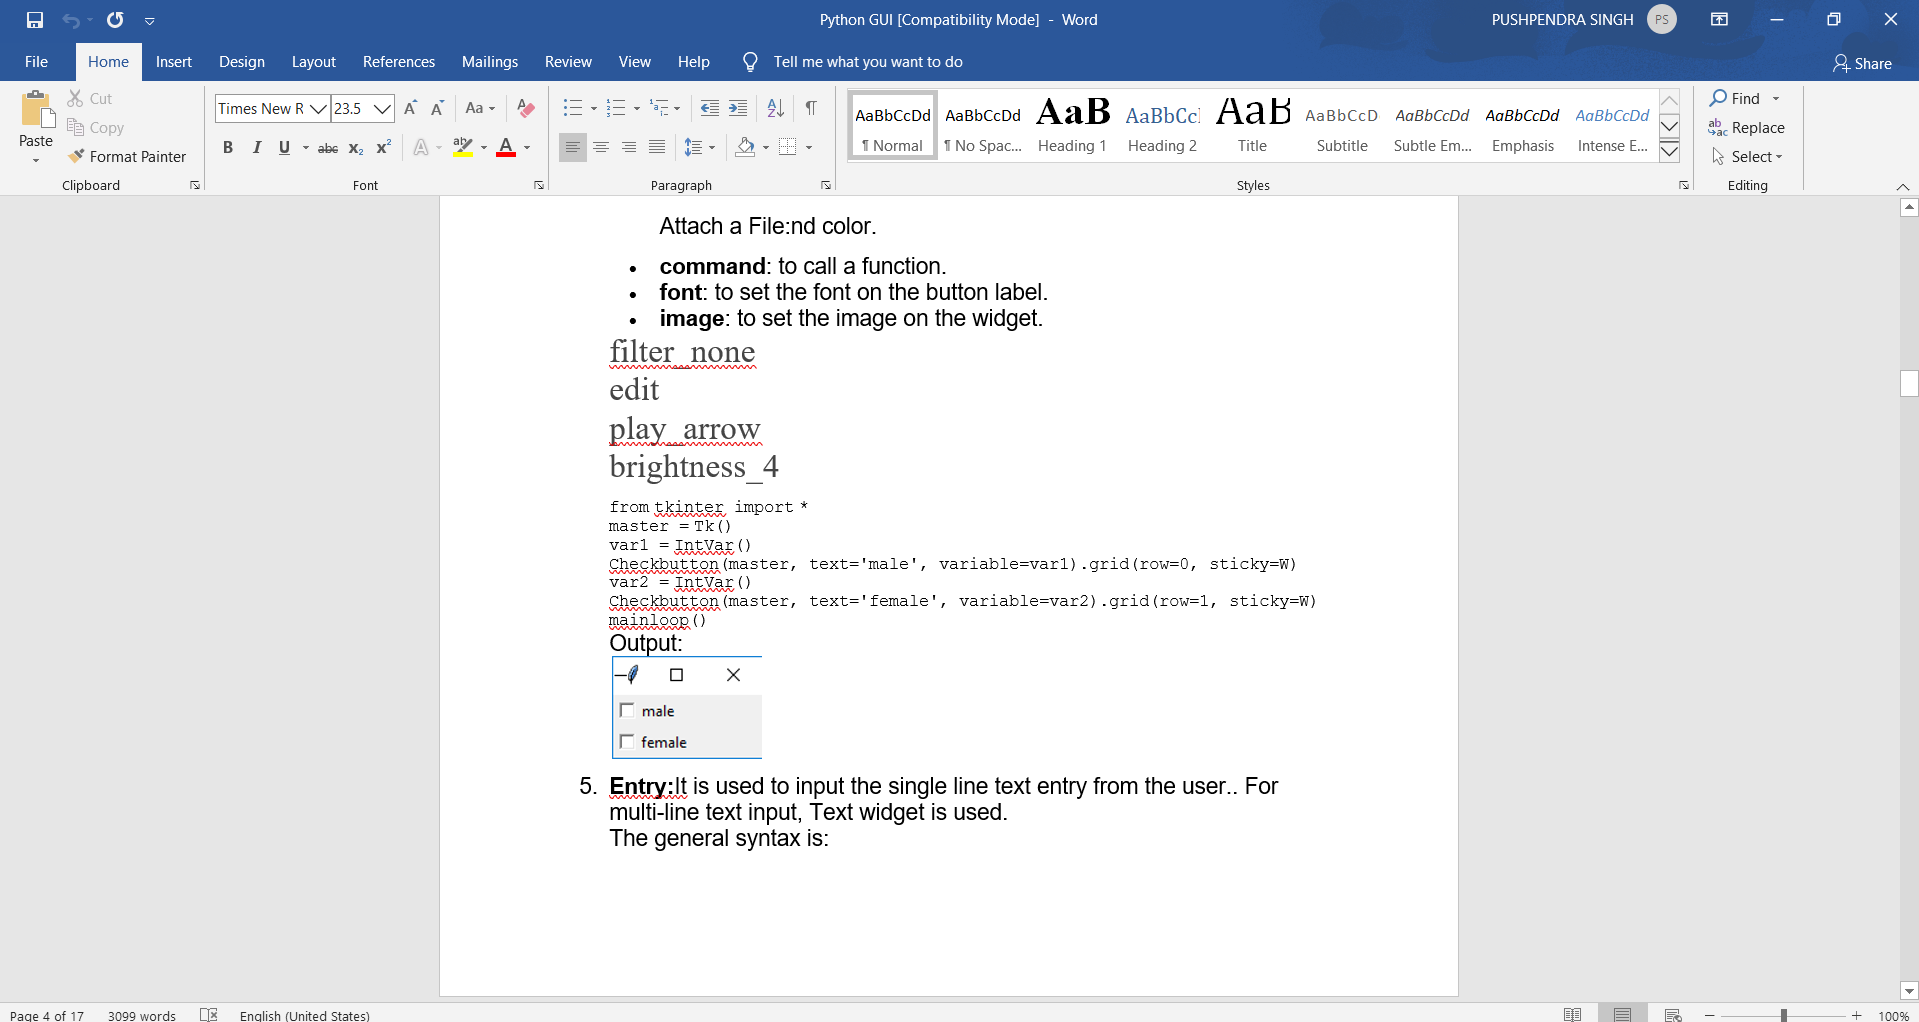 Python GUI [Compatibility Mode] - Word
PUSHPENDRA SINGH PS
File Home Insert Design Layout References Mailings Review View Help Tell me what you want to do Share
Paste
Cut
Copy
Format Painter
Clipboard
Times New R 23.5 A A Aa A
B I U abc x₂ x² A ab A
Font
Paragraph
AaBbCcDd AaBbCcDd AaB AaBbCc AaB AaBbCcD AaBbCcDd AaBbCcDd AaBbCcDd
¶ Normal ¶ No Spac... Heading 1 Heading 2 Title Subtitle Subtle Em... Emphasis Intense E...
Styles
Find
Replace
Select
Editing
Attach a File:nd color.
• command: to call a function.
• font: to set the font on the button label.
• image: to set the image on the widget.
filter_none
edit
play_arrow
brightness_4
from tkinter import *
master = Tk()
var1 = IntVar()
Checkbutton(master, text='male', variable=var1).grid(row=0, sticky=W)
var2 = IntVar()
Checkbutton(master, text='female', variable=var2).grid(row=1, sticky=W)
mainloop()
Output:
male
female
5. Entry:It is used to input the single line text entry from the user.. For
multi-line text input, Text widget is used.
The general syntax is:
Page 4 of 17 3099 words English (United States) 100%